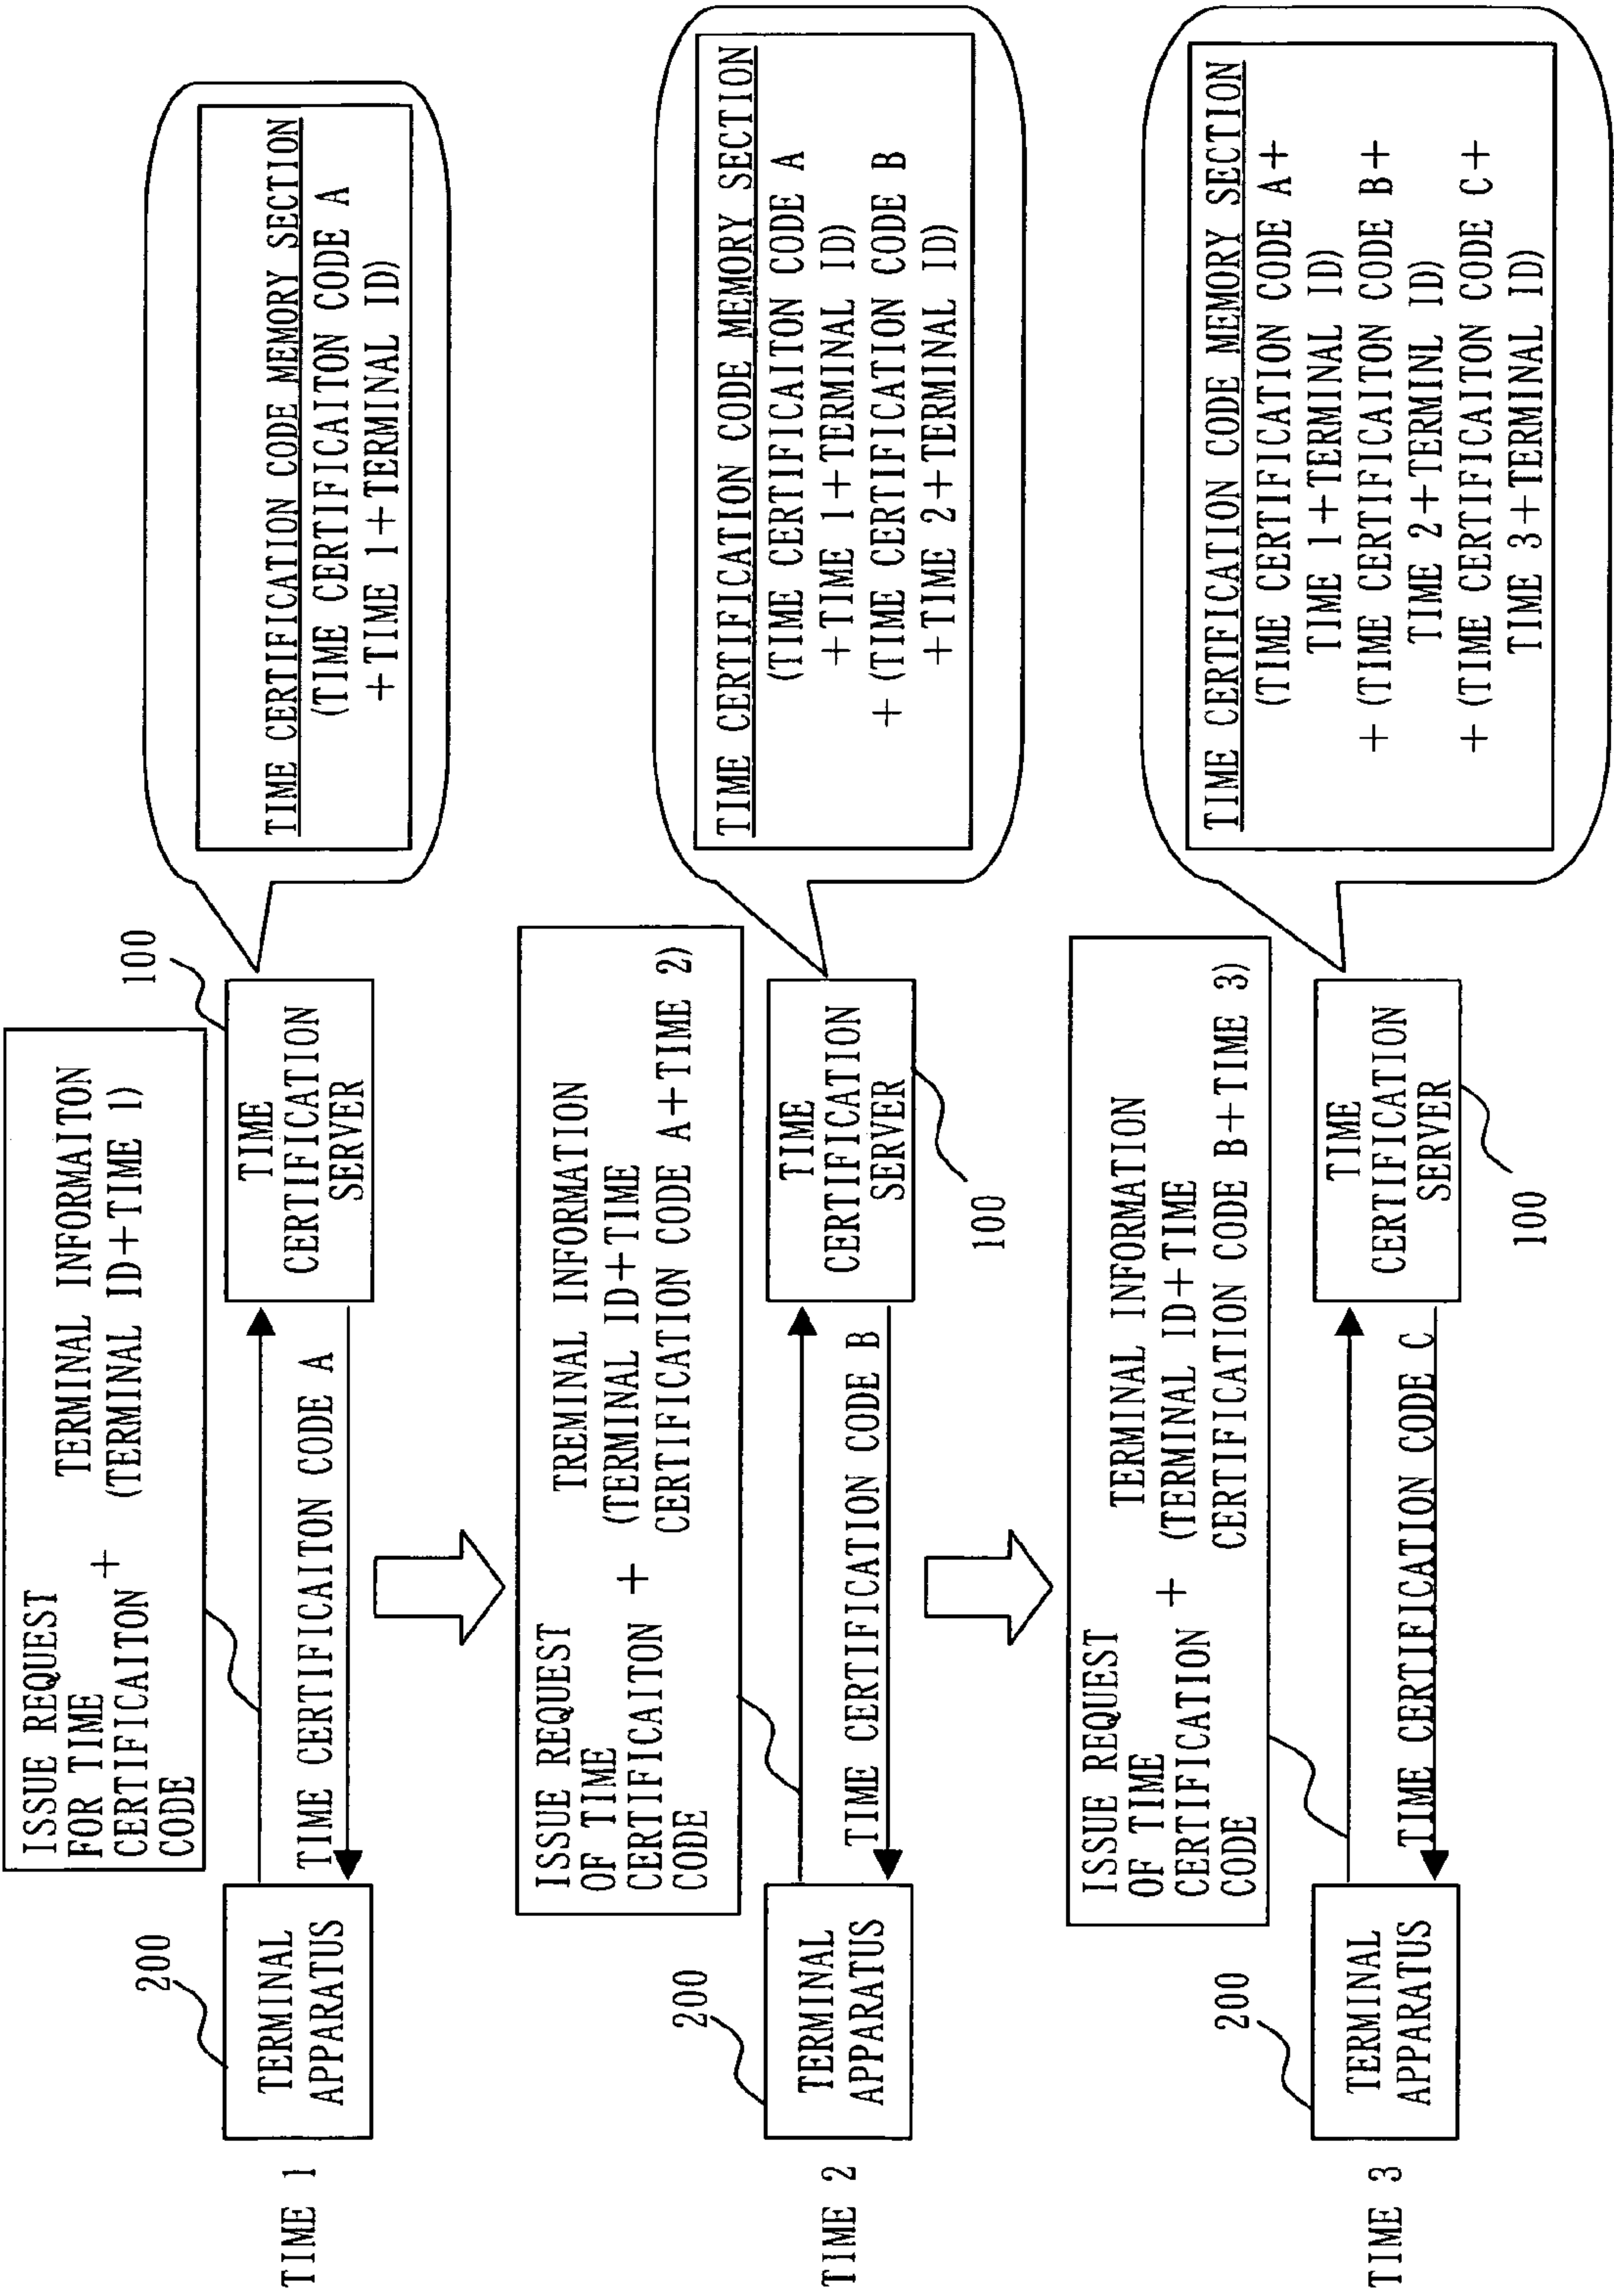 TIME 1
200
TERMINAL
APPARATUS
ISSUE REQUEST
FOR TIME
CERTIFICAITON
CODE
+
TERMINAL INFORMAITON
(TERMINAL ID+TIME 1)
TIME CERTIFICAITON CODE A
100
TIME
CERTIFICATION
SERVER
TIME CERTIFICATION CODE MEMORY SECTION
(TIME CERTIFICAITON CODE A
+TIME 1+TERMINAL ID)
TIME 2
200
TERMINAL
APPARATUS
ISSUE REQUEST
OF TIME
CERTIFICAITON
CODE
+
TREMINAL INFORMATION
(TERMINAL ID+TIME
CERTIFICATION CODE A+TIME 2)
TIME CERTIFICATION CODE B
TIME
CERTIFICATION
SERVER
100
TIME CERTIFICATION CODE MEMORY SECTION
(TIME CERTIFICAITON CODE A
+TIME 1+TERMINAL ID)
+(TIME CERTIFICATION CODE B
+TIME 2+TERMINAL ID)
TIME 3
200
TERMINAL
APPARATUS
ISSUE REQUEST
OF TIME
CERTIFICATION
CODE
+
TERMINAL INFORMATION
(TERMINAL ID+TIME
CERTIFICATION CODE B+TIME 3)
TIME CERTIFICATION CODE C
TIME
CERTIFICATION
SERVER
100
TIME CERTIFICATION CODE MEMORY SECTION
(TIME CERTIFICATION CODE A+
TIME 1+TERMINAL ID)
+(TIME CERTIFICAITON CODE B+
TIME 2+TERMINL ID)
+(TIME CERTIFICAITON CODE C+
TIME 3+TERMINAL ID)